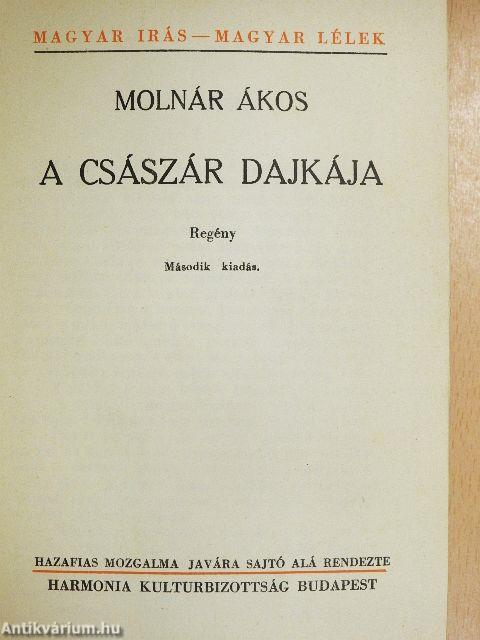 MAGYAR IRÁS — MAGYAR LÉLEK
MOLNÁR ÁKOS
A CSÁSZÁR DAJKÁJA
Regény
Második kiadás.
HAZAFIAS MOZGALMA JAVÁRA SAJTÓ ALÁ RENDEZTE
HARMONIA KULTURBIZOTTSÁG BUDAPEST
Antikvárium.hu